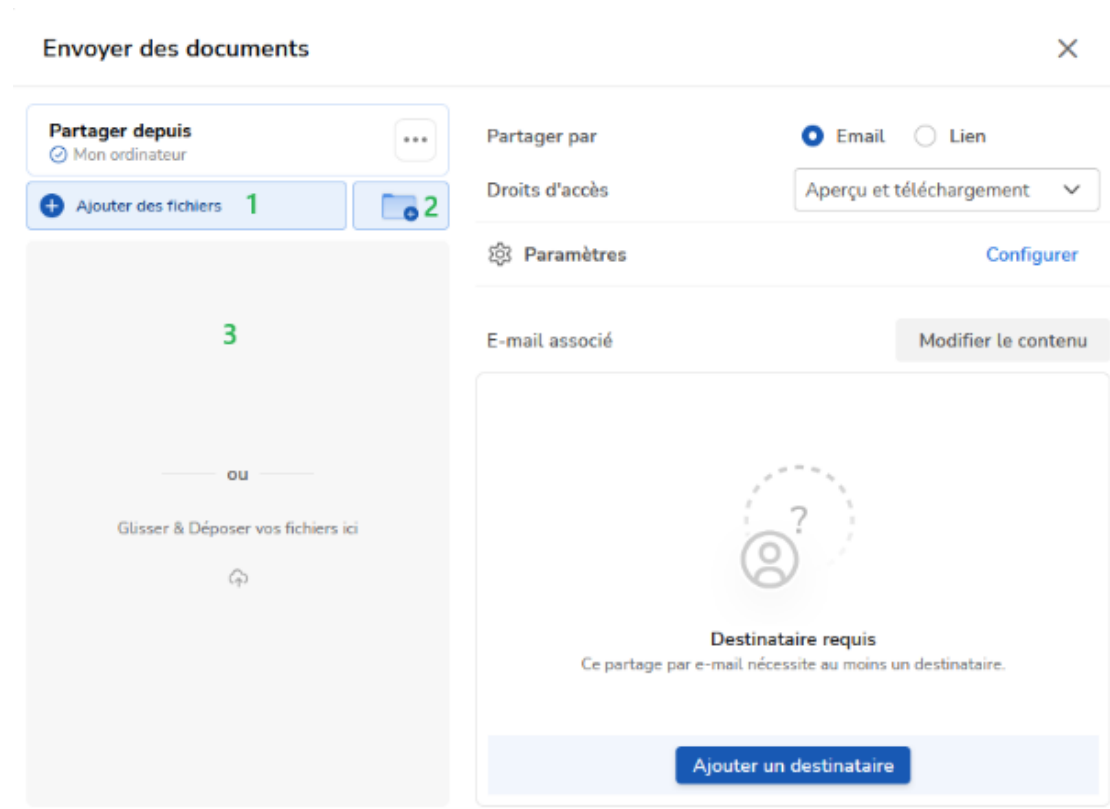 Envoyer des documents
Partager depuis
Mon ordinateur
Ajouter des fichiers 1
2
3
ou
Glisser & Déposer vos fichiers ici
Partager par
Email
Lien
Droits d'accès
Aperçu et téléchargement
Paramètres
Configurer
E-mail associé
Modifier le contenu
?
Destinataire requis
Ce partage par e-mail nécessite au moins un destinataire.
Ajouter un destinataire